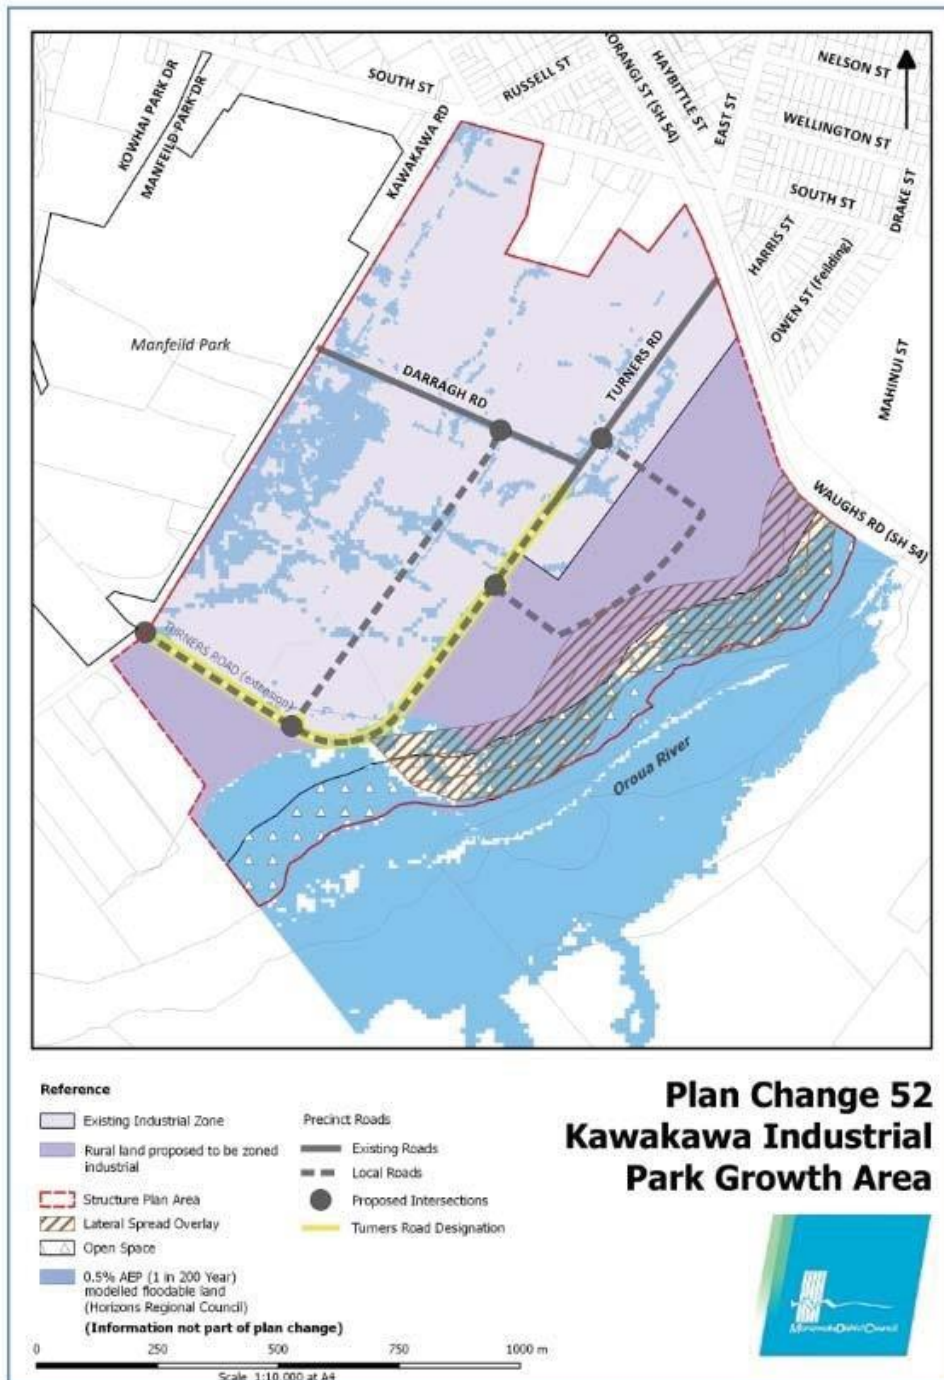 SOUTH ST
RUSSELL ST
HAYBITTLE ST
NELSON ST
KOWHAI PARK DR
MANFEILD PARK DR
KAWAKAWA RD
EAST ST
WELLINGTON ST
SOUTH ST
DRAKE ST
HARRIS ST
OWEN ST (Feilding)
Manfeild Park
DARRAGH RD
TURNERS RD
MAHINUI ST
WAUGHS RD (SH 54)
TURNERS ROAD (extension)
Oroua River
Reference
Existing Industrial Zone
Rural land proposed to be zoned
industrial
Structure Plan Area
Lateral Spread Overlay
Open Space
0.5% AEP (1 in 200 Year)
modelled floodable land
(Horizons Regional Council)
(Information not part of plan change)
Precinct Roads
Existing Roads
Local Roads
Proposed Intersections
Turners Road Designation
Plan Change 52
Kawakawa Industrial
Park Growth Area
0 250 500 750 1000 m
Scale 1:10,000 at A4